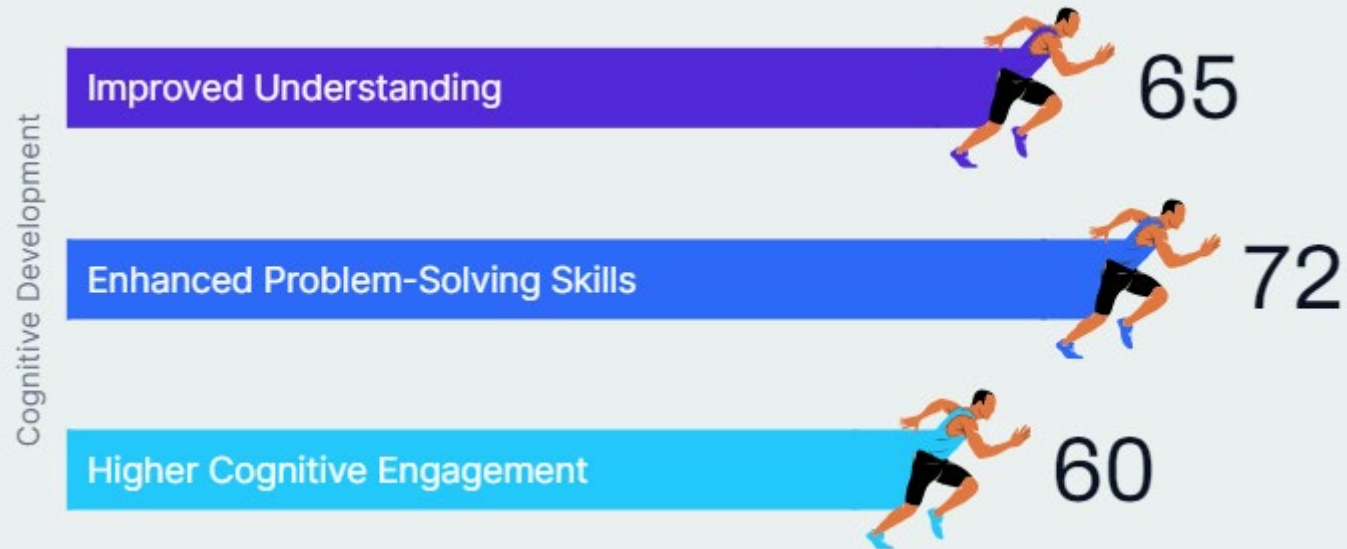 Cognitive Development
Improved Understanding
65
Enhanced Problem-Solving Skills
72
Higher Cognitive Engagement
60